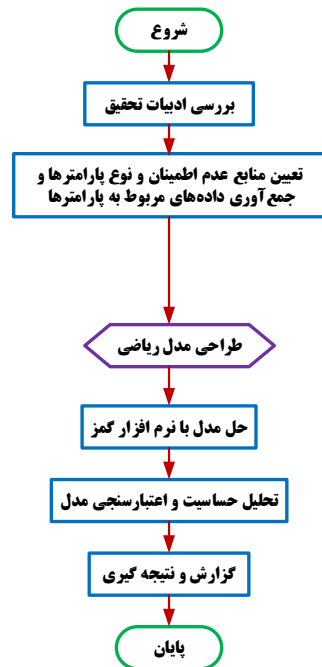 شروع
بررسی ادبیات تحقیق
تعیین منابع عدم اطمینان و نوع پارامترها و
جمع‌آوری داده‌های مربوط به پارامترها
طراحی مدل ریاضی
حل مدل با نرم افزار گمز
تحلیل حساسیت و اعتبارسنجی مدل
گزارش و نتیجه گیری
پایان